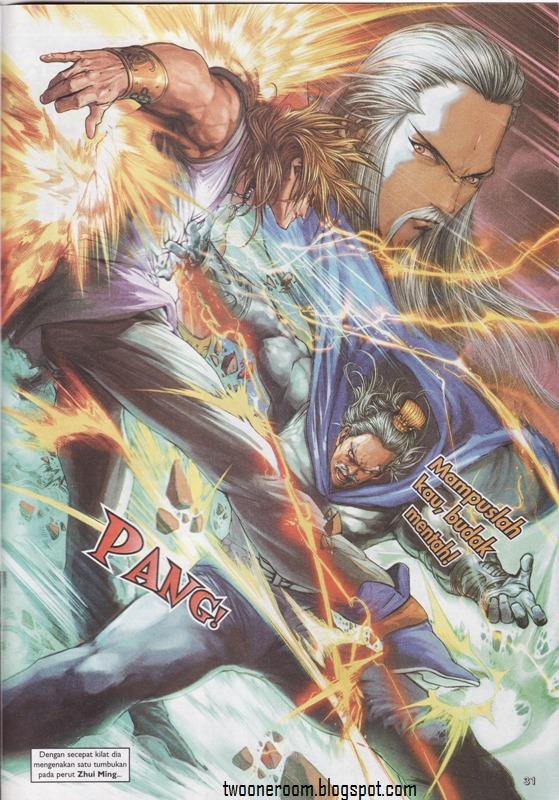 Mampuslah
kau, budak
mentah!
PANG!
Dengan secepat kilat dia
mengenakan satu tumbukan
pada perut Zhui Ming...
31
twooneroom.blogspot.com